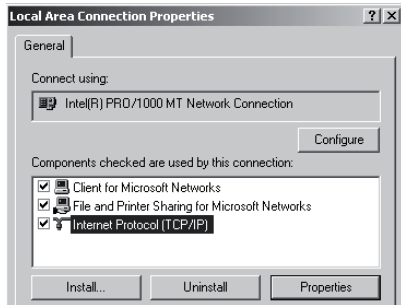 Local Area Connection Properties ? ×
General
Connect using:
Intel(R) PRO/1000 MT Network Connection
Configure
Components checked are used by this connection:
Client for Microsoft Networks
File and Printer Sharing for Microsoft Networks
Internet Protocol (TCP/IP)
Install... Uninstall Properties